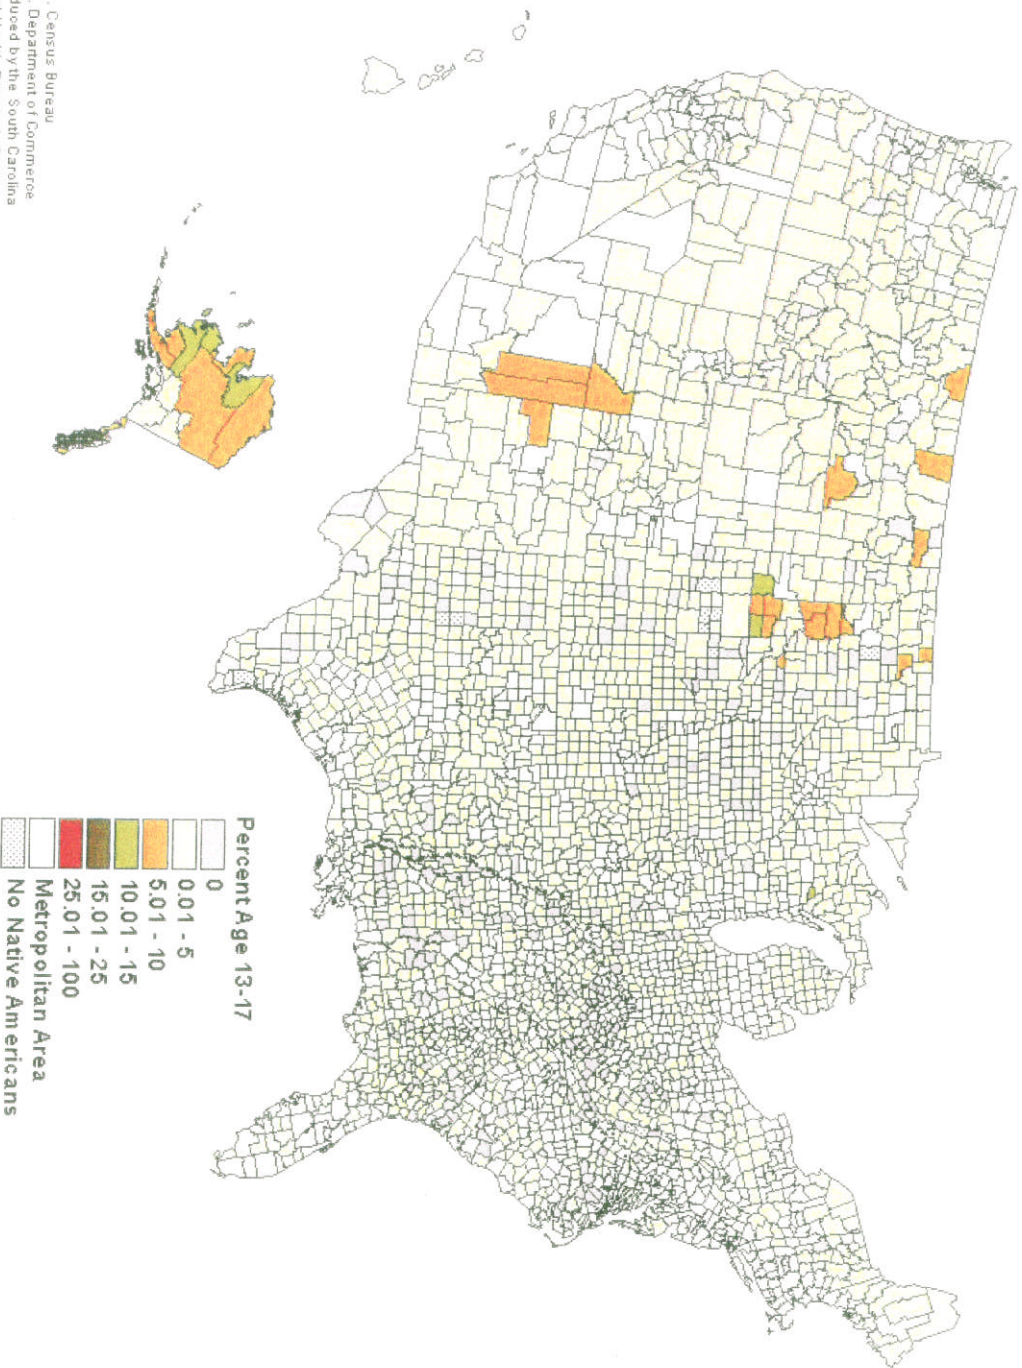 Percent Age 13-17
0
0.01 - 5
5.01 - 10
10.01 - 15
15.01 - 25
25.01 - 100
Metropolitan Area
No Native Americans
. Census Bureau
. Department of Commerce
duced by the South Carolina